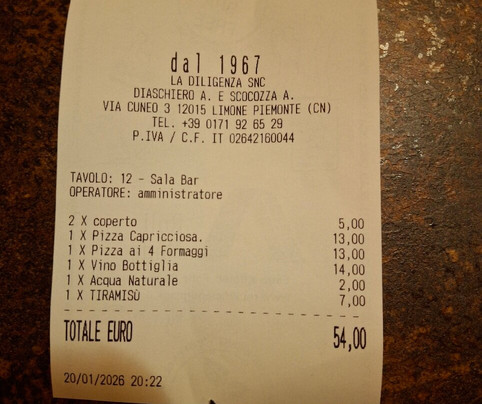 dal 1967
LA DILIGENZA SNC
DIASCHIERO A. E SCOCOZZA A.
VIA CUNEO 3 12015 LIMONE PIEMONTE (CN)
TEL. +39 0171 92 65 29
P.IVA / C.F. IT 02642160044
TAVOLO: 12 - Sala Bar
OPERATORE: amministratore
2 X coperto 5,00
1 X Pizza Capricciosa. 13,00
1 X Pizza ai 4 Formaggi 13,00
1 X Vino Bottiglia 14,00
1 X Acqua Naturale 2,00
1 X TIRAMISÙ 7,00
TOTALE EURO 54,00
20/01/2026 20:22